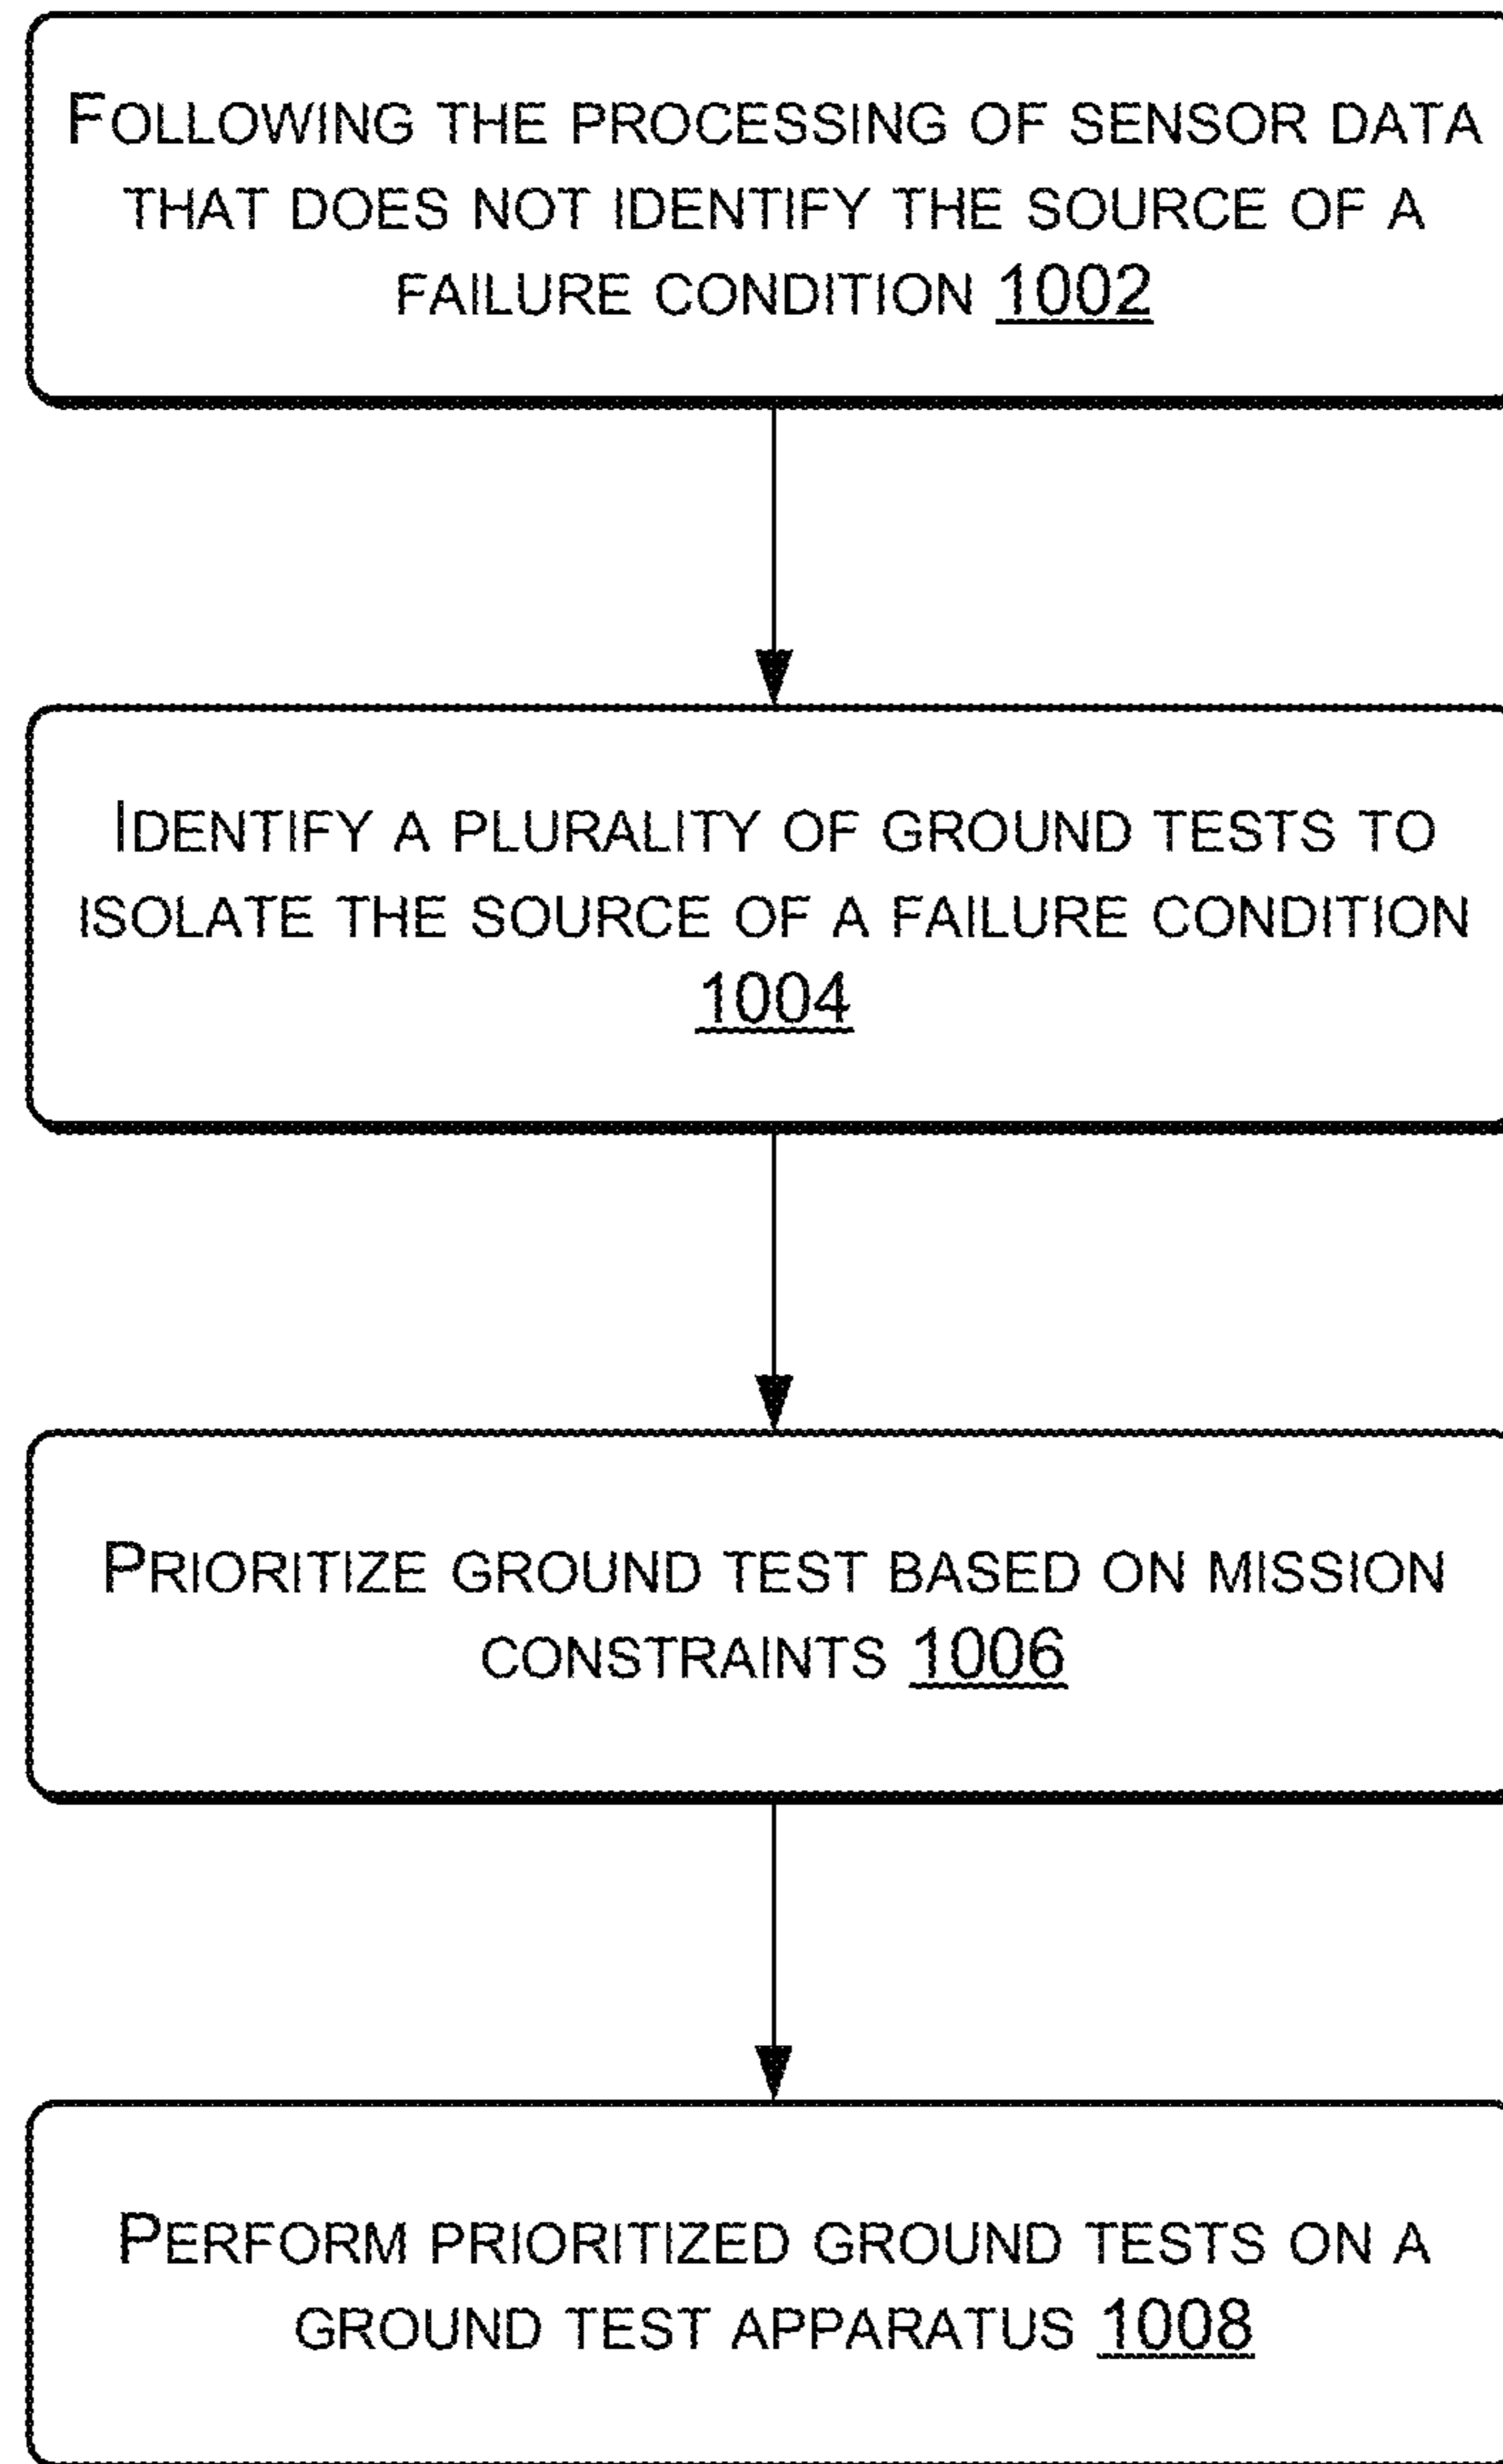 FOLLOWING THE PROCESSING OF SENSOR DATA
THAT DOES NOT IDENTIFY THE SOURCE OF A
FAILURE CONDITION 1002
IDENTIFY A PLURALITY OF GROUND TESTS TO
ISOLATE THE SOURCE OF A FAILURE CONDITION
1004
PRIORITIZE GROUND TEST BASED ON MISSION
CONSTRAINTS 1006
PERFORM PRIORITIZED GROUND TESTS ON A
GROUND TEST APPARATUS 1008